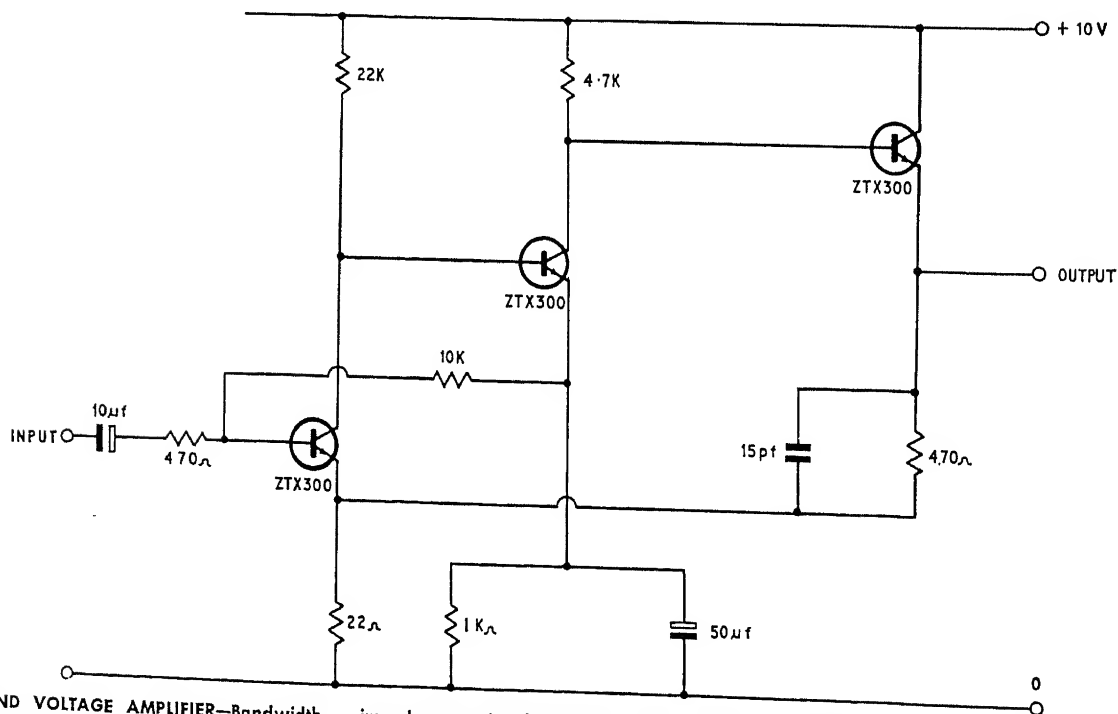 + 10 V
22K
4·7K
ZTX300
ZTX300
OUTPUT
10K
10µf
INPUT
470Ω
ZTX300
15pf
470Ω
22Ω
1KΩ
50µf
0
ND VOLTAGE AMPLIFIER—Bandwidth